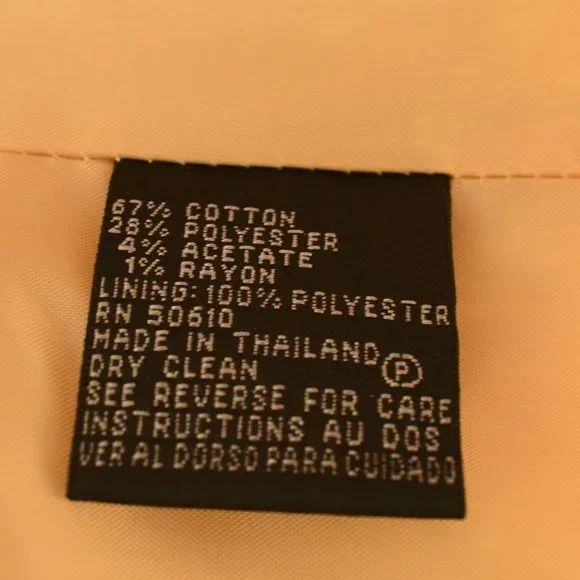 67% COTTON
28% POLYESTER
4% ACETATE
1% RAYON
LINING: 100% POLYESTER
RN 50610
MADE IN THAILAND
DRY CLEAN P
SEE REVERSE FOR CARE
INSTRUCTIONS AU DOS
VER AL DORSO PARA CUIDADO